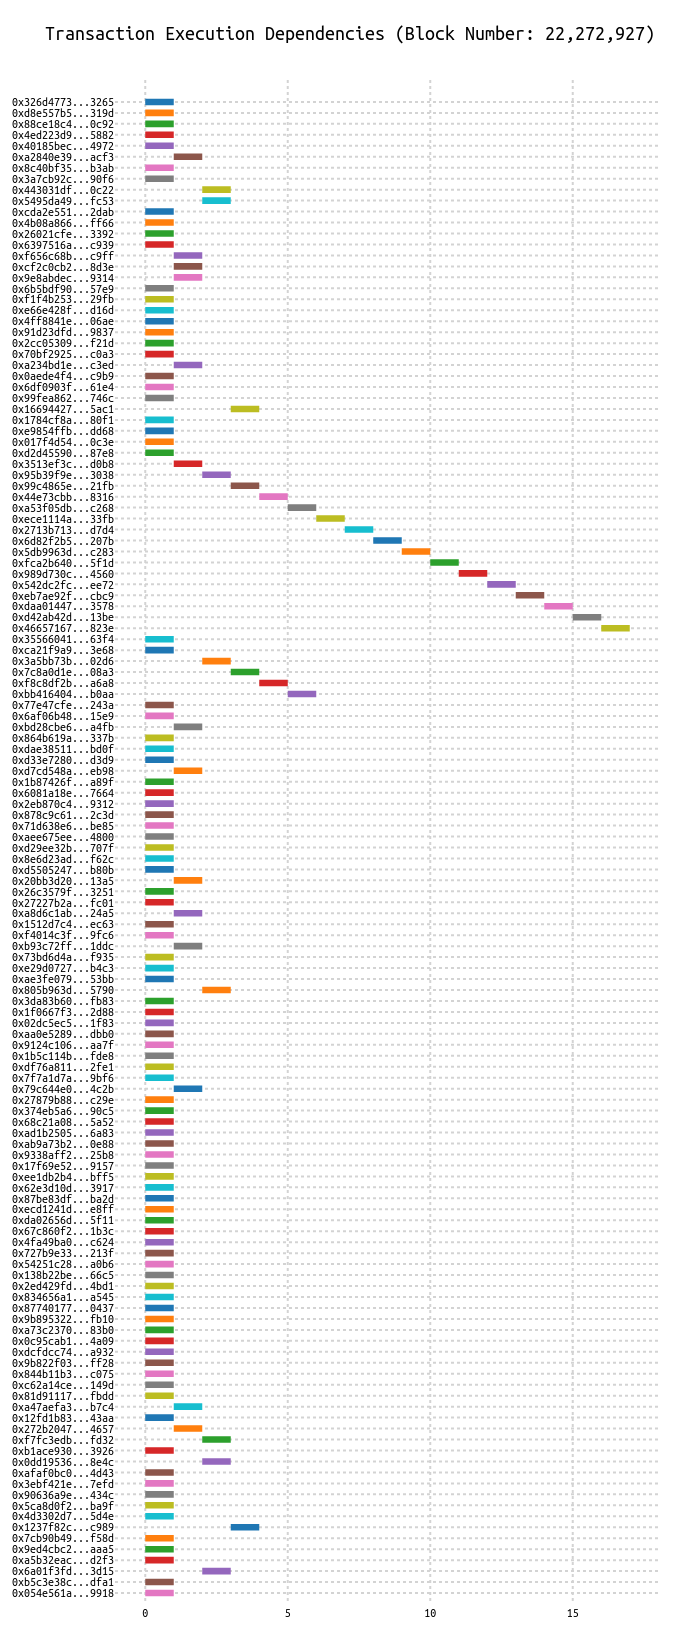 Transaction Execution Dependencies (Block Number: 22,272,927)
0x326d4773...3265
0xd8e557b5...319d
0x88ce18c4...0c92
0x4ed223d9...5882
0x40185bec...4972
0xa2840e39...acf3
0x8c40bf35...b3ab
0x3a7cb92c...90f6
0x443031df...0c22
0x5495da49...fc53
0xcda2e551...2dab
0x4b08a866...ff66
0x26021cfe...3392
0x6397516a...c939
0xf656c68b...c9ff
0xcf2c0cb2...8d3e
0x9e8abdec...9314
0x6b5bdf90...57e9
0xf1f4b253...29fb
0xe66e428f...d16d
0x4ff8841e...06ae
0x91d23dfd...9837
0x2cc05309...f21d
0x70bf2925...c0a3
0xa234bd1e...c3ed
0x0aede4f4...c9b9
0x6df0903f...61e4
0x99fea862...746c
0x16694427...5ac1
0x1784cf8a...80f1
0xe9854ffb...dd68
0x017f4d54...0c3e
0xd2d45590...87e8
0x3513ef3c...d0b8
0x95b39f9e...3038
0x99c4865e...21fb
0x44e73cbb...8316
0xa53f05db...c268
0xece1114a...33fb
0x2713b713...d7d4
0x6d82f2b5...207b
0x5db9963d...c283
0xfca2b640...5f1d
0x989d730c...4560
0x542dc2fc...ee72
0xeb7ae92f...cbc9
0xdaa01447...3578
0xd42ab42d...13be
0x46657167...823e
0x35566041...63f4
0xca21f9a9...3e68
0x3a5bb73b...02d6
0x7c8a0d1e...08a3
0xf8c8df2b...a6a8
0xbb416404...b0aa
0x77e47cfe...243a
0x6af06b48...15e9
0xbd28cbe6...a4fb
0x864b619a...337b
0xdae38511...bd0f
0xd33e7280...d3d9
0xd7cd548a...eb98
0x1b87426f...a89f
0x6081a18e...7664
0x2eb870c4...9312
0x878c9c61...2c3d
0x71d638e6...be85
0xaee675ee...4800
0xd29ee32b...707f
0x8e6d23ad...f62c
0xd5505247...b80b
0x20bb3d20...13a5
0x26c3579f...3251
0x27227b2a...fc01
0xa8d6c1ab...24a5
0x1512d7c4...ec63
0xf4014c3f...9fc6
0xb93c72ff...1ddc
0x73bd6d4a...f935
0xe29d0727...b4c3
0xae3fe079...53bb
0x805b963d...5790
0x3da83b60...fb83
0x1f0667f3...2d88
0x02dc5ec5...1f83
0xaa0e5289...dbb0
0x9124c106...aa7f
0x1b5c114b...fde8
0xdf76a811...2fe1
0x7f7a1d7a...9bf6
0x79c644e0...4c2b
0x27879b88...c29e
0x374eb5a6...90c5
0x68c21a08...5a52
0xad1b2505...6a83
0xab9a73b2...0e88
0x9338aff2...25b8
0x17f69e52...9157
0xee1db2b4...bff5
0x62e3d10d...3917
0x87be83df...ba2d
0xecd1241d...e8ff
0xda02656d...5f11
0x67c860f2...1b3c
0x4fa49ba0...c624
0x727b9e33...213f
0x54251c28...a0b6
0x138b22be...66c5
0x2ed429fd...4bd1
0x834656a1...a545
0x87740177...0437
0x9b895322...fb10
0xa73c2370...83b0
0x0c95cab1...4a09
0xdcfdcc74...a932
0x9b822f03...ff28
0x844b11b3...c075
0xc62a14ce...149d
0x81d91117...fbdd
0xa47aefa3...b7c4
0x12fd1b83...43aa
0x272b2047...4657
0xf7fc3edb...fd32
0xb1ace930...3926
0x0dd19536...8e4c
0xafaf0bc0...4d43
0x3ebf421e...7efd
0x90636a9e...434c
0x5ca8d0f2...ba9f
0x4d3302d7...5d4e
0x1237f82c...c989
0x7cb90b49...f58d
0x9ed4cbc2...aaa5
0xa5b32eac...d2f3
0x6a01f3fd...3d15
0xb5c3e38c...dfa1
0x054e561a...9918
0 5 10 15